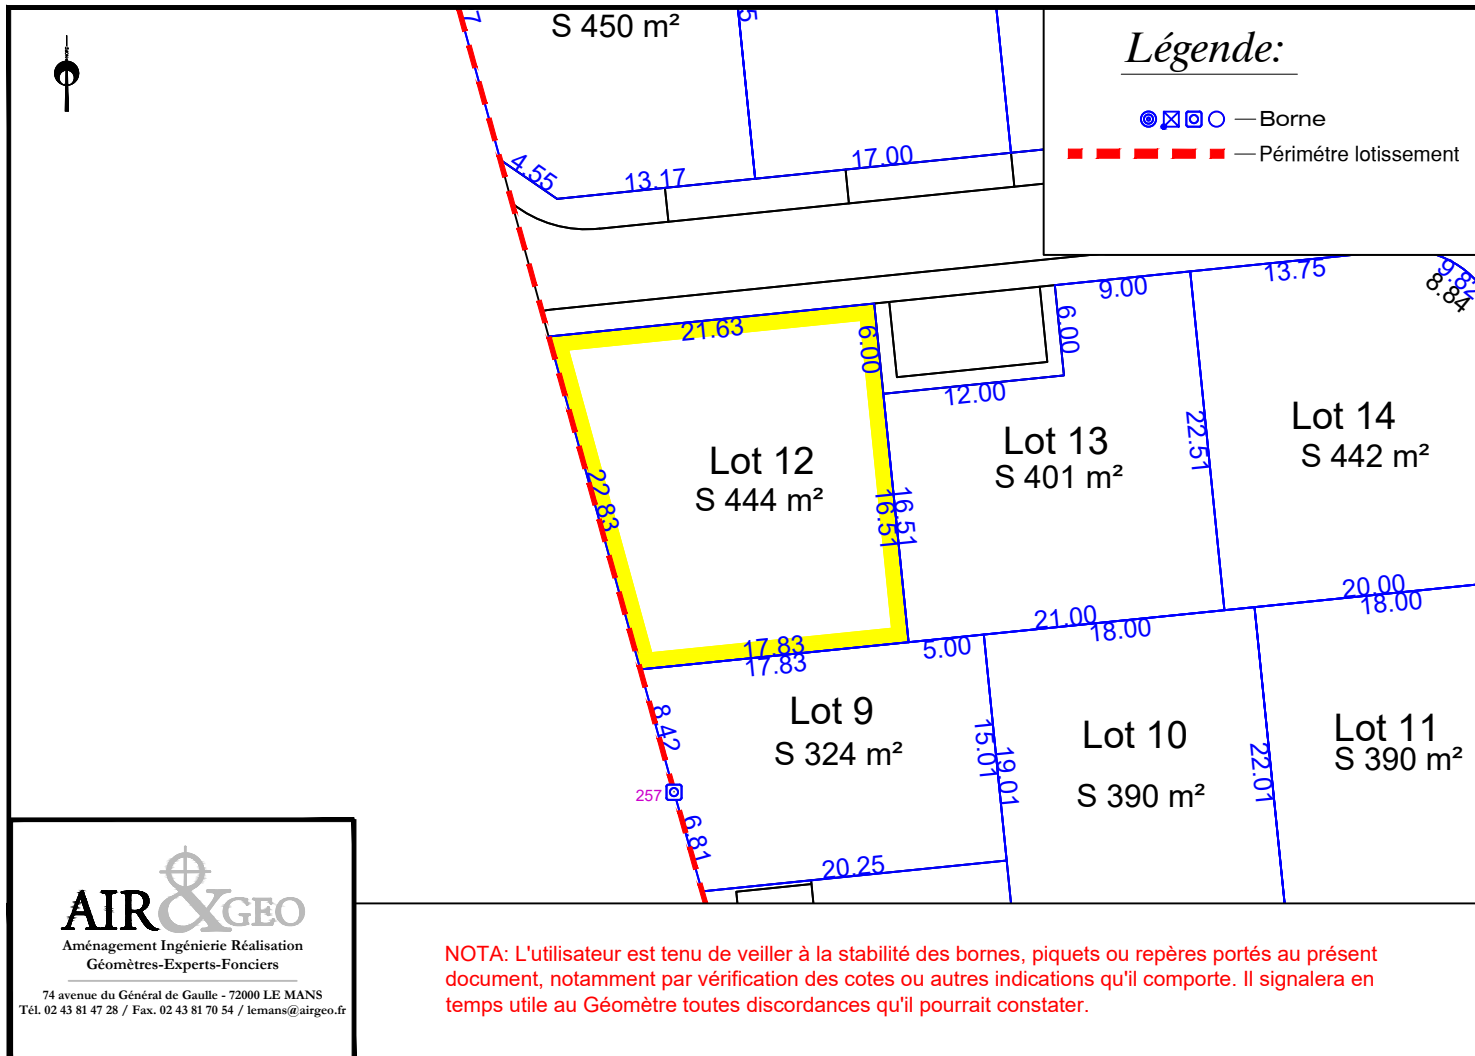 S 450 m²
Légende:
Borne
Périmétre lotissement
4.55
13.17
17.00
9.00
13.75
9.82
8.84
21.63
6.00
6.00
12.00
Lot 12
S 444 m²
22.83
16.51
16.51
Lot 13
S 401 m²
22.51
Lot 14
S 442 m²
17.83
17.83
5.00
21.00
18.00
20.00
18.00
8.42
Lot 9
S 324 m²
15.01
19.01
Lot 10
S 390 m²
22.01
Lot 11
S 390 m²
257
6.81
20.25
AIR&GEO
Aménagement Ingénierie Réalisation
Géomètres-Experts-Fonciers
74 avenue du Général de Gaulle - 72000 LE MANS
Tél. 02 43 81 47 28 / Fax. 02 43 81 70 54 / lemans@airgeo.fr
NOTA: L'utilisateur est tenu de veiller à la stabilité des bornes, piquets ou repères portés au présent
document, notamment par vérification des cotes ou autres indications qu'il comporte. Il signalera en
temps utile au Géomètre toutes discordances qu'il pourrait constater.